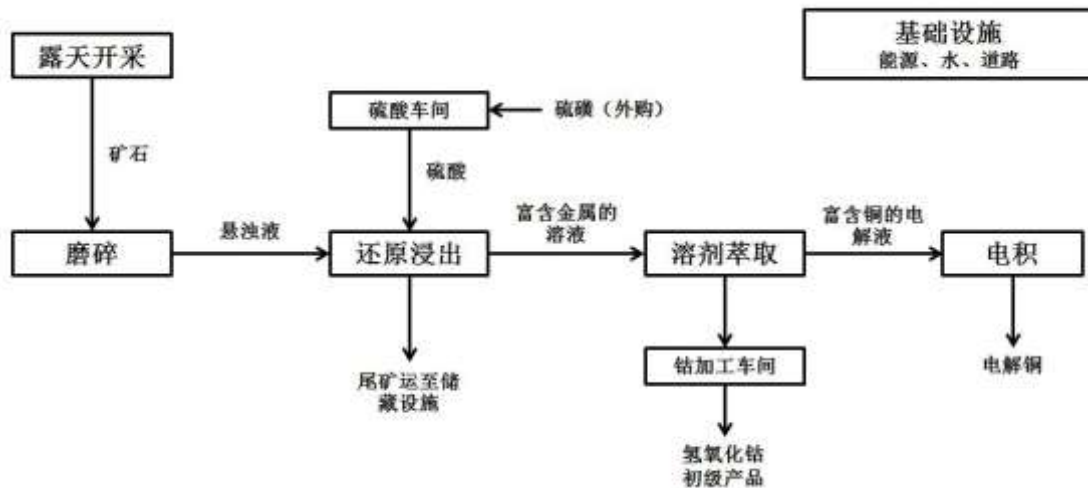 露天开采
基础设施
能源、水、道路
硫酸车间
硫磺（外购）
矿石
硫酸
悬浊液
富含金属的
溶液
富含铜的电
解液
磨碎
还原浸出
溶剂萃取
电积
尾矿运至储
藏设施
钴加工车间
电解铜
氢氧化钴
初级产品